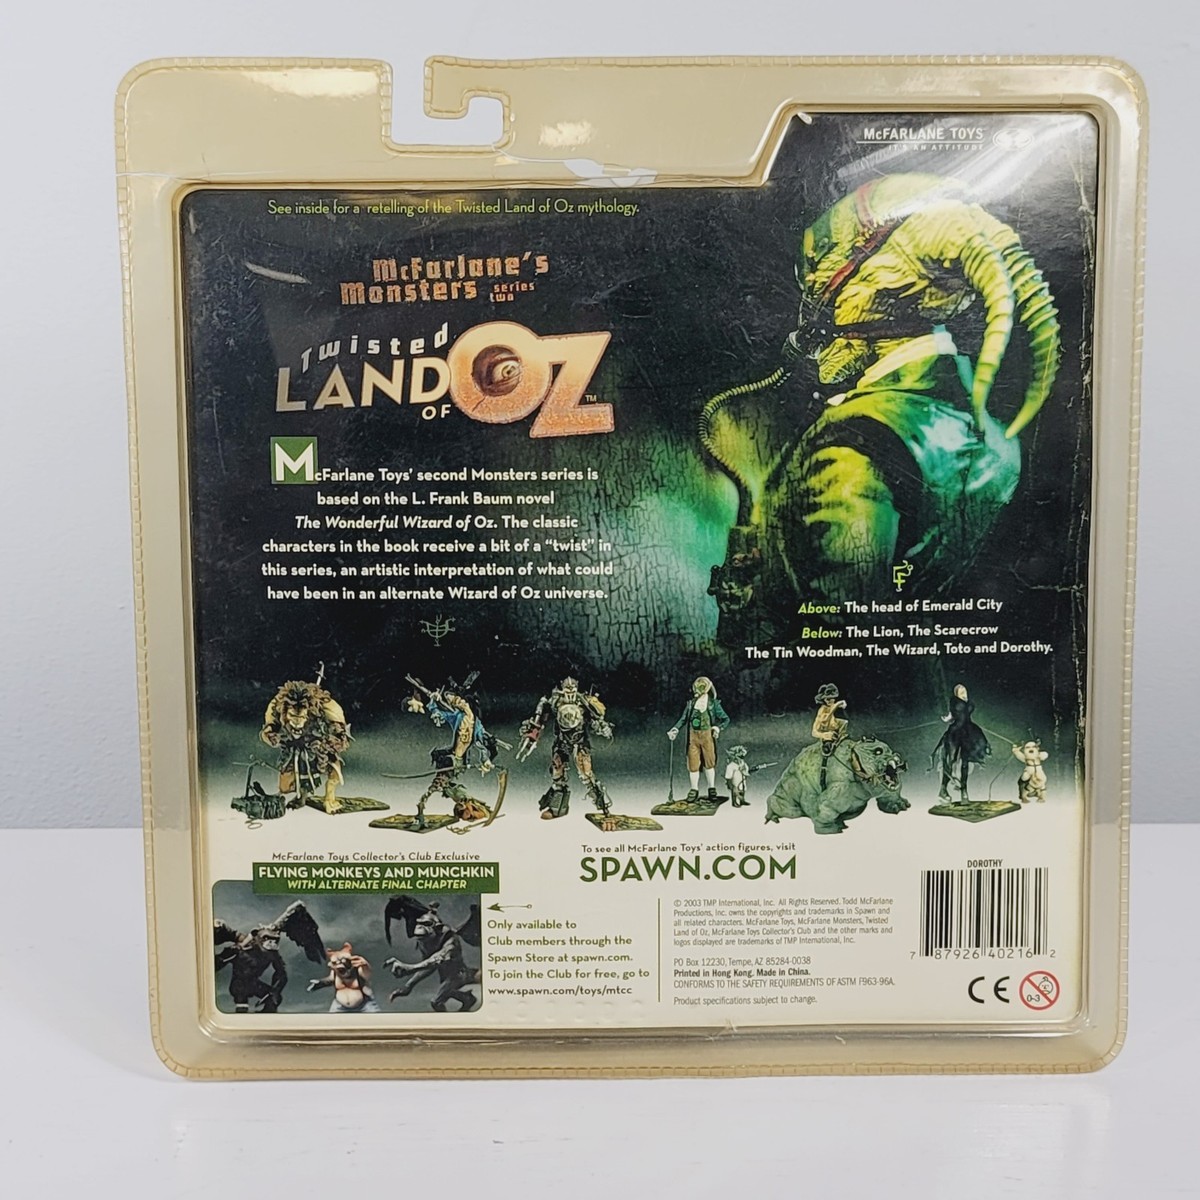 McFARLANE TOYS
IT'S AN ATTITUDE
See inside for a retelling of the Twisted Land of Oz mythology.
McFarlane's
Monsters series two
Twisted
LAND OF OZ™
McFarlane Toys' second Monsters series is
based on the L. Frank Baum novel
The Wonderful Wizard of Oz. The classic
characters in the book receive a bit of a “twist” in
this series, an artistic interpretation of what could
have been in an alternate Wizard of Oz universe.
Above: The head of Emerald City
Below: The Lion, The Scarecrow
The Tin Woodman, The Wizard, Toto and Dorothy.
McFarlane Toys Collector's Club Exclusive
FLYING MONKEYS AND MUNCHKIN
WITH ALTERNATE FINAL CHAPTER
Only available to
Club members through the
Spawn Store at spawn.com.
To join the Club for free, go to
www.spawn.com/toys/mtcc
To see all McFarlane Toys' action figures, visit
SPAWN.COM
© 2003 TMP International, Inc. All Rights Reserved. Todd McFarlane
Productions, Inc. owns the copyrights and trademarks in Spawn and
all related characters. McFarlane Toys, McFarlane Monsters, Twisted
Land of Oz, McFarlane Toys Collector's Club and the other marks and
logos displayed are trademarks of TMP International, Inc.
PO Box 12230, Tempe, AZ 85284-0038
Printed in Hong Kong. Made in China.
CONFORMS TO THE SAFETY REQUIREMENTS OF ASTM F963-96A.
Product specifications subject to change.
DOROTHY
7 87926 40216 2
CE
0-3